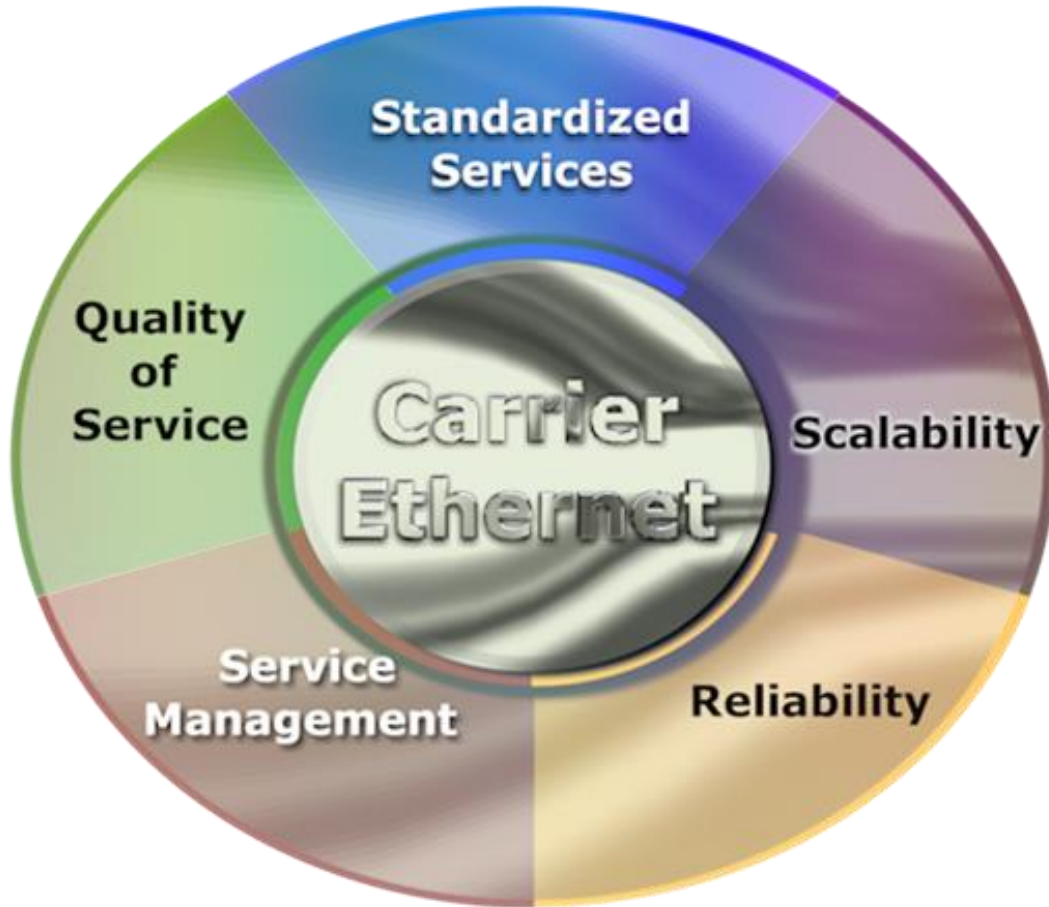 Standardized
Services
Quality
of
Service
Carrier
Ethernet
Scalability
Service
Management
Reliability